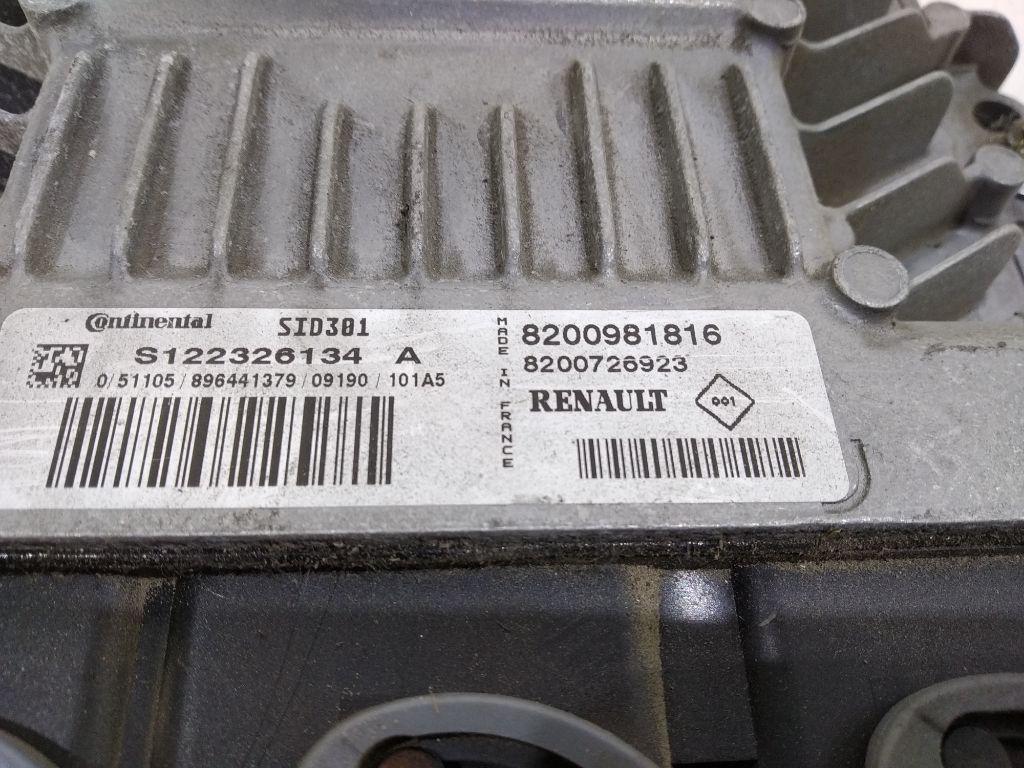 Continental SID301
S122326134 A
0/51105/896441379/09190/101A5
MADE IN FRANCE
8200981816
8200726923
RENAULT 001